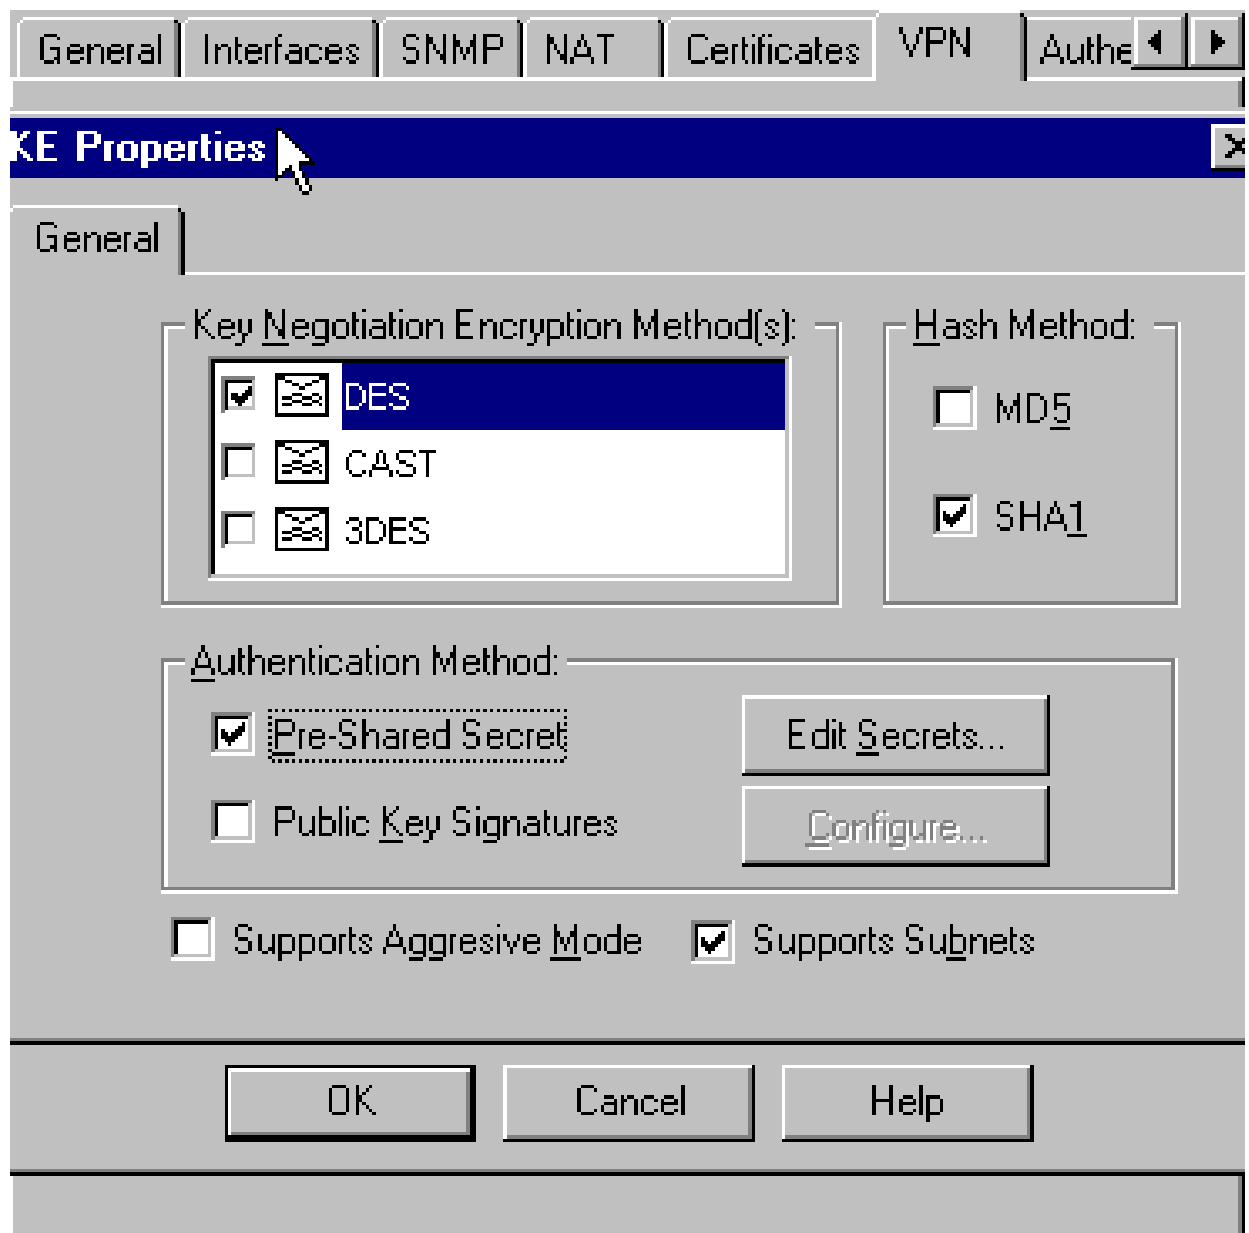 General Interfaces SNMP NAT Certificates VPN Authe
KE Properties
General
Key Negotiation Encryption Method(s):
Hash Method:
DES
MD5
CAST
3DES
SHA1
Authentication Method:
Pre-Shared Secret
Edit Secrets...
Public Key Signatures
Configure...
Supports Aggresive Mode
Supports Subnets
OK Cancel Help